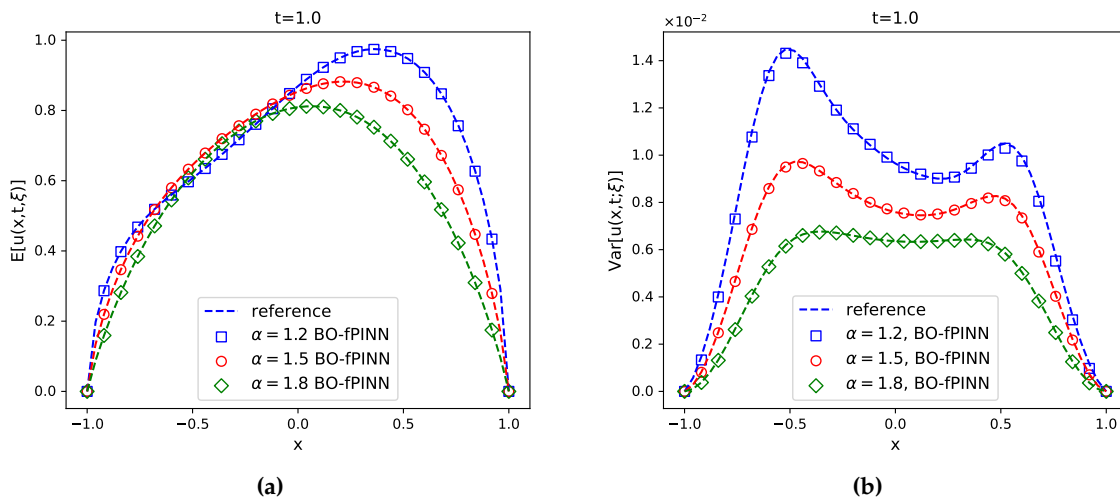 t=1.0
E[u(x,t,ξ)]
1.0
0.8
0.6
0.4
0.2
0.0
reference
α = 1.2 BO-fPINN
α = 1.5 BO-fPINN
α = 1.8 BO-fPINN
−1.0 −0.5 0.0 0.5 1.0
x
(a)
×10⁻²
t=1.0
Var[u(x,t;ξ)]
1.4
1.2
1.0
0.8
0.6
0.4
0.2
0.0
reference
α = 1.2, BO-fPINN
α = 1.5, BO-fPINN
α = 1.8, BO-fPINN
−1.0 −0.5 0.0 0.5 1.0
x
(b)